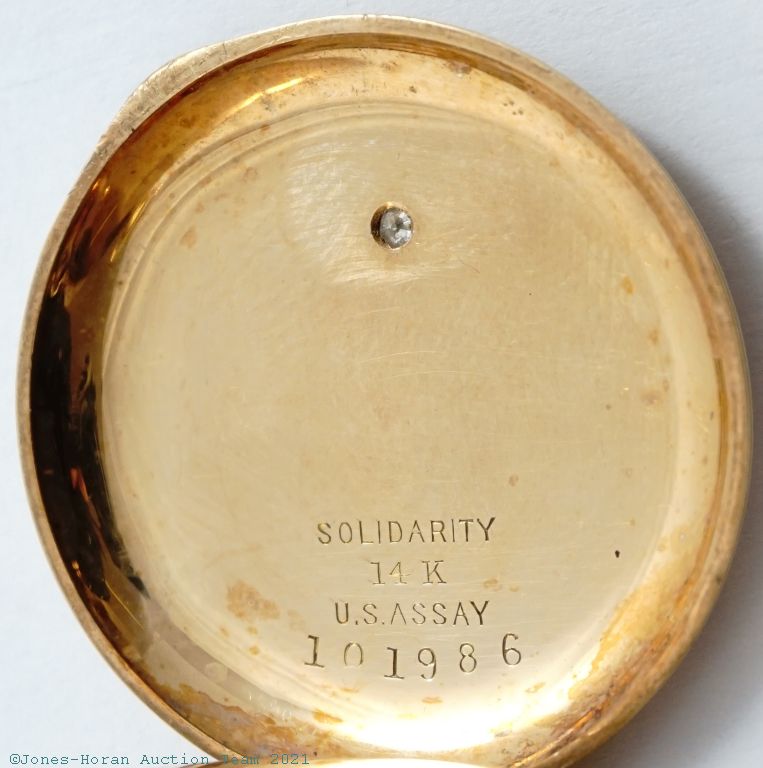 SOLIDARITY
14 K
U.S. ASSAY
101986
©Jones-Horan Auction Team 2021